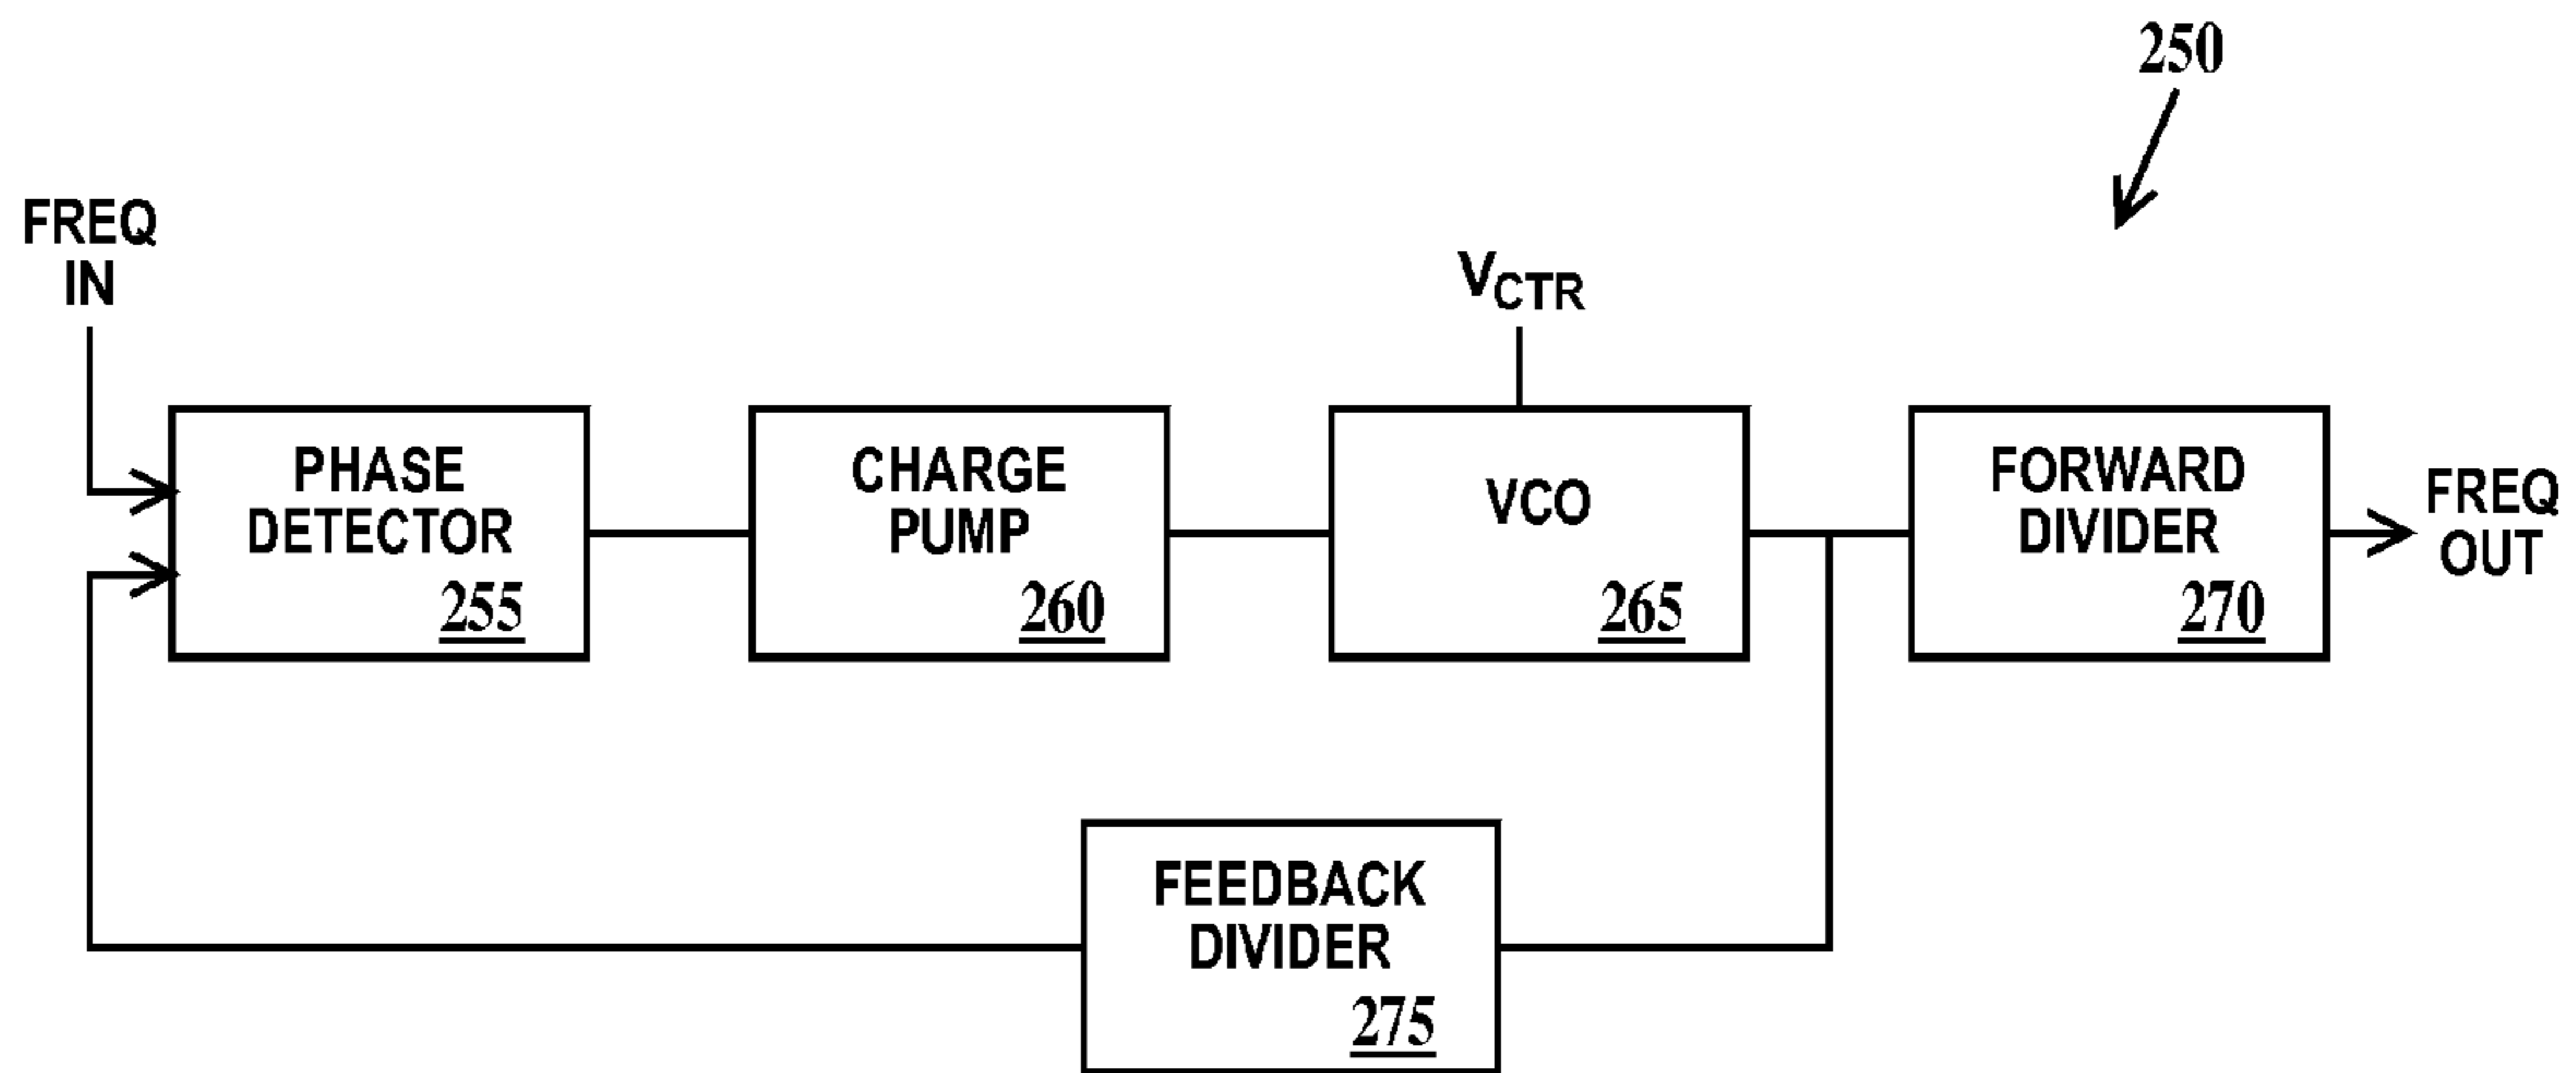 250
FREQ
IN
VCTR
PHASE
DETECTOR
255
CHARGE
PUMP
260
VCO
265
FORWARD
DIVIDER
270
FREQ
OUT
FEEDBACK
DIVIDER
275